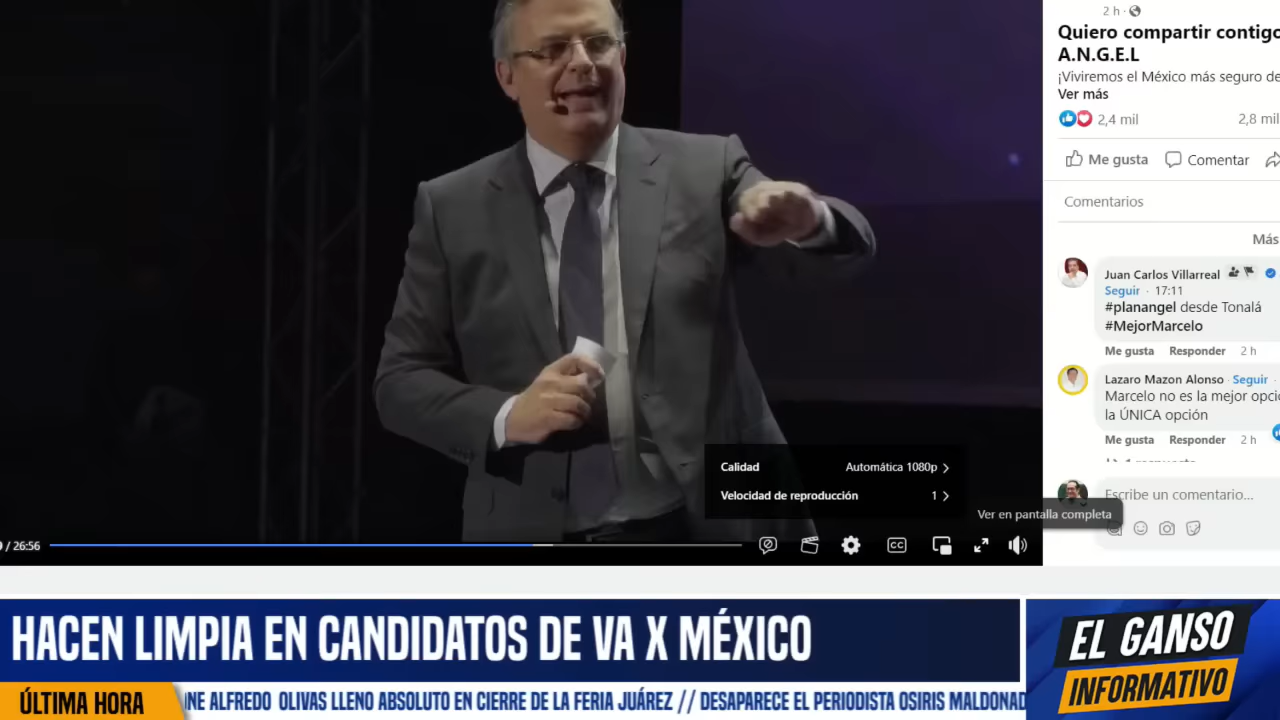 2 h ·
Quiero compartir contigo
A.N.G.E.L
¡Viviremos el México más seguro de
Ver más
2,4 mil
2,8 mil
Me gusta
Comentar
Comentarios
Más
Juan Carlos Villarreal
Seguir · 17:11
#planangel desde Tonalá
#MejorMarcelo
Me gusta Responder 2 h
Lazaro Mazon Alonso · Seguir ·
Marcelo no es la mejor opció
la ÚNICA opción
Me gusta Responder 2 h
Escribe un comentario...
Calidad Automática 1080p
Velocidad de reproducción 1
Ver en pantalla completa
/ 26:56
CC
HACEN LIMPIA EN CANDIDATOS DE VA X MÉXICO
EL GANSO
INFORMATIVO
ÚLTIMA HORA
INE ALFREDO OLIVAS LLENO ABSOLUTO EN CIERRE DE LA FERIA JUÁREZ // DESAPARECE EL PERIODISTA OSIRIS MALDONAD